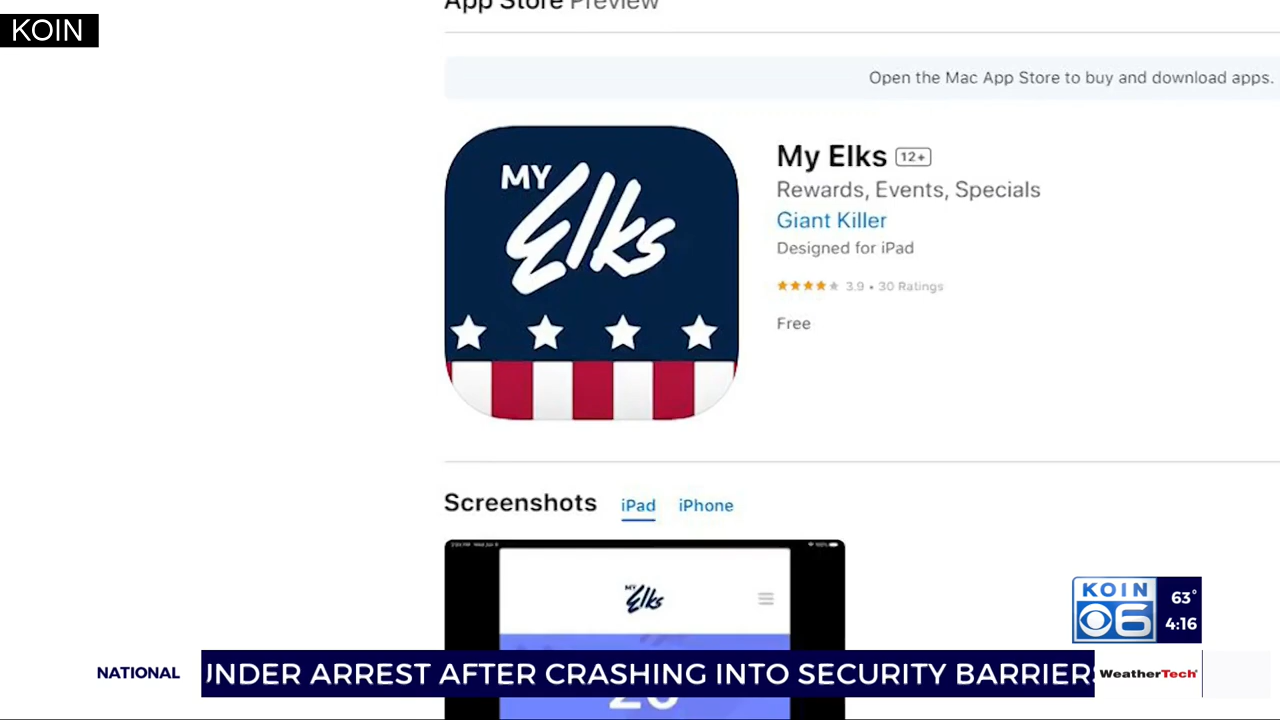 App Store Preview
KOIN
Open the Mac App Store to buy and download apps.
MY
Elks
My Elks 12+
Rewards, Events, Specials
Giant Killer
Designed for iPad
3.9 • 30 Ratings
Free
Screenshots iPad iPhone
MY
Elks
KOIN
6
63°
4:16
NATIONAL
UNDER ARREST AFTER CRASHING INTO SECURITY BARRIERS
WeatherTech